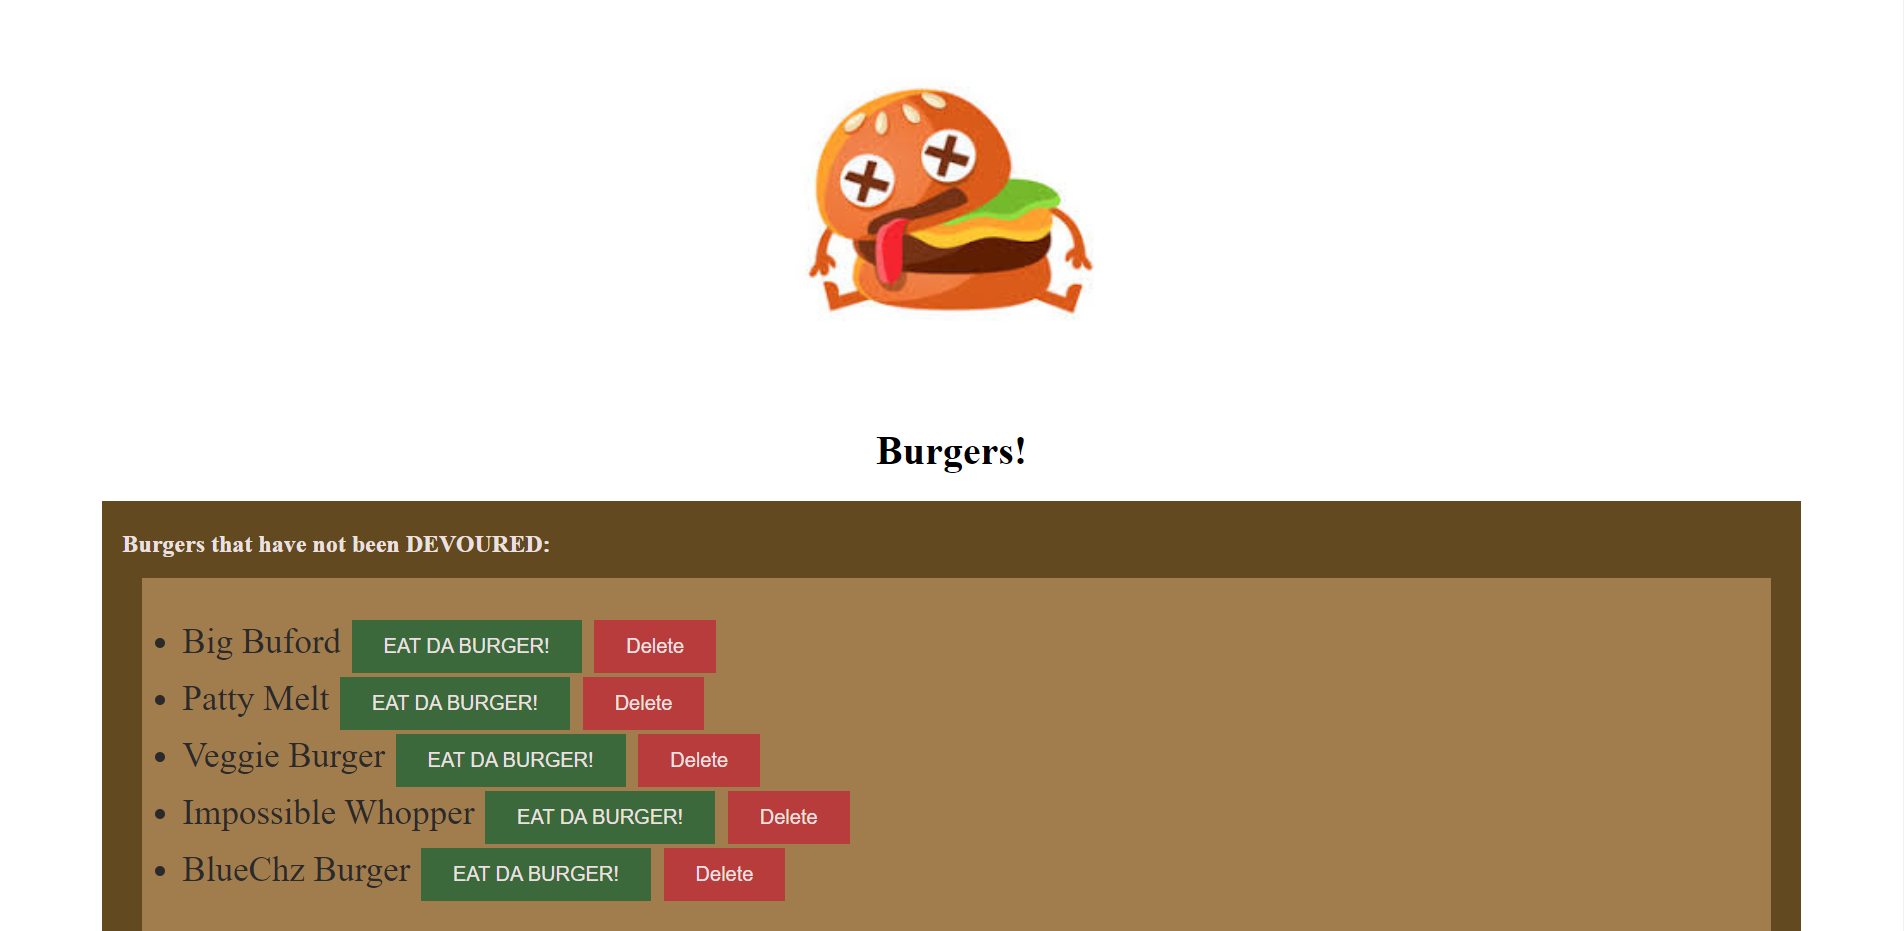 Burgers!
Burgers that have not been DEVOURED:
Big Buford EAT DA BURGER! Delete
Patty Melt EAT DA BURGER! Delete
Veggie Burger EAT DA BURGER! Delete
Impossible Whopper EAT DA BURGER! Delete
BlueChz Burger EAT DA BURGER! Delete